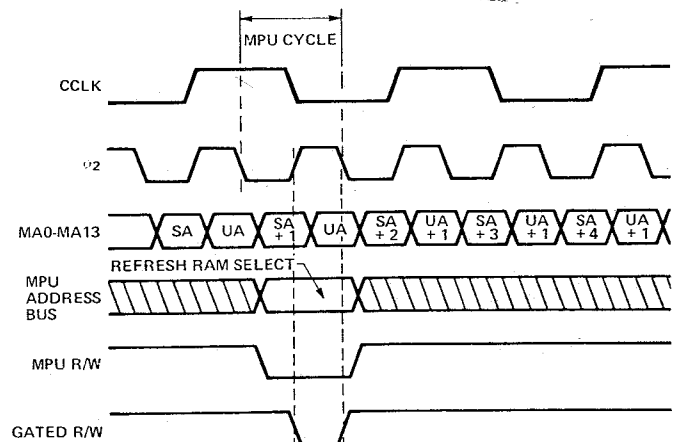 MPU CYCLE
CCLK
2
MA0-MA13
SA
UA
SA
+ 1
UA
SA
+ 2
UA
+ 1
SA
+ 3
UA
+ 1
SA
+ 4
UA
+ 1
REFRESH RAM SELECT
MPU
ADDRESS
BUS
MPU R/W
GATED R/W